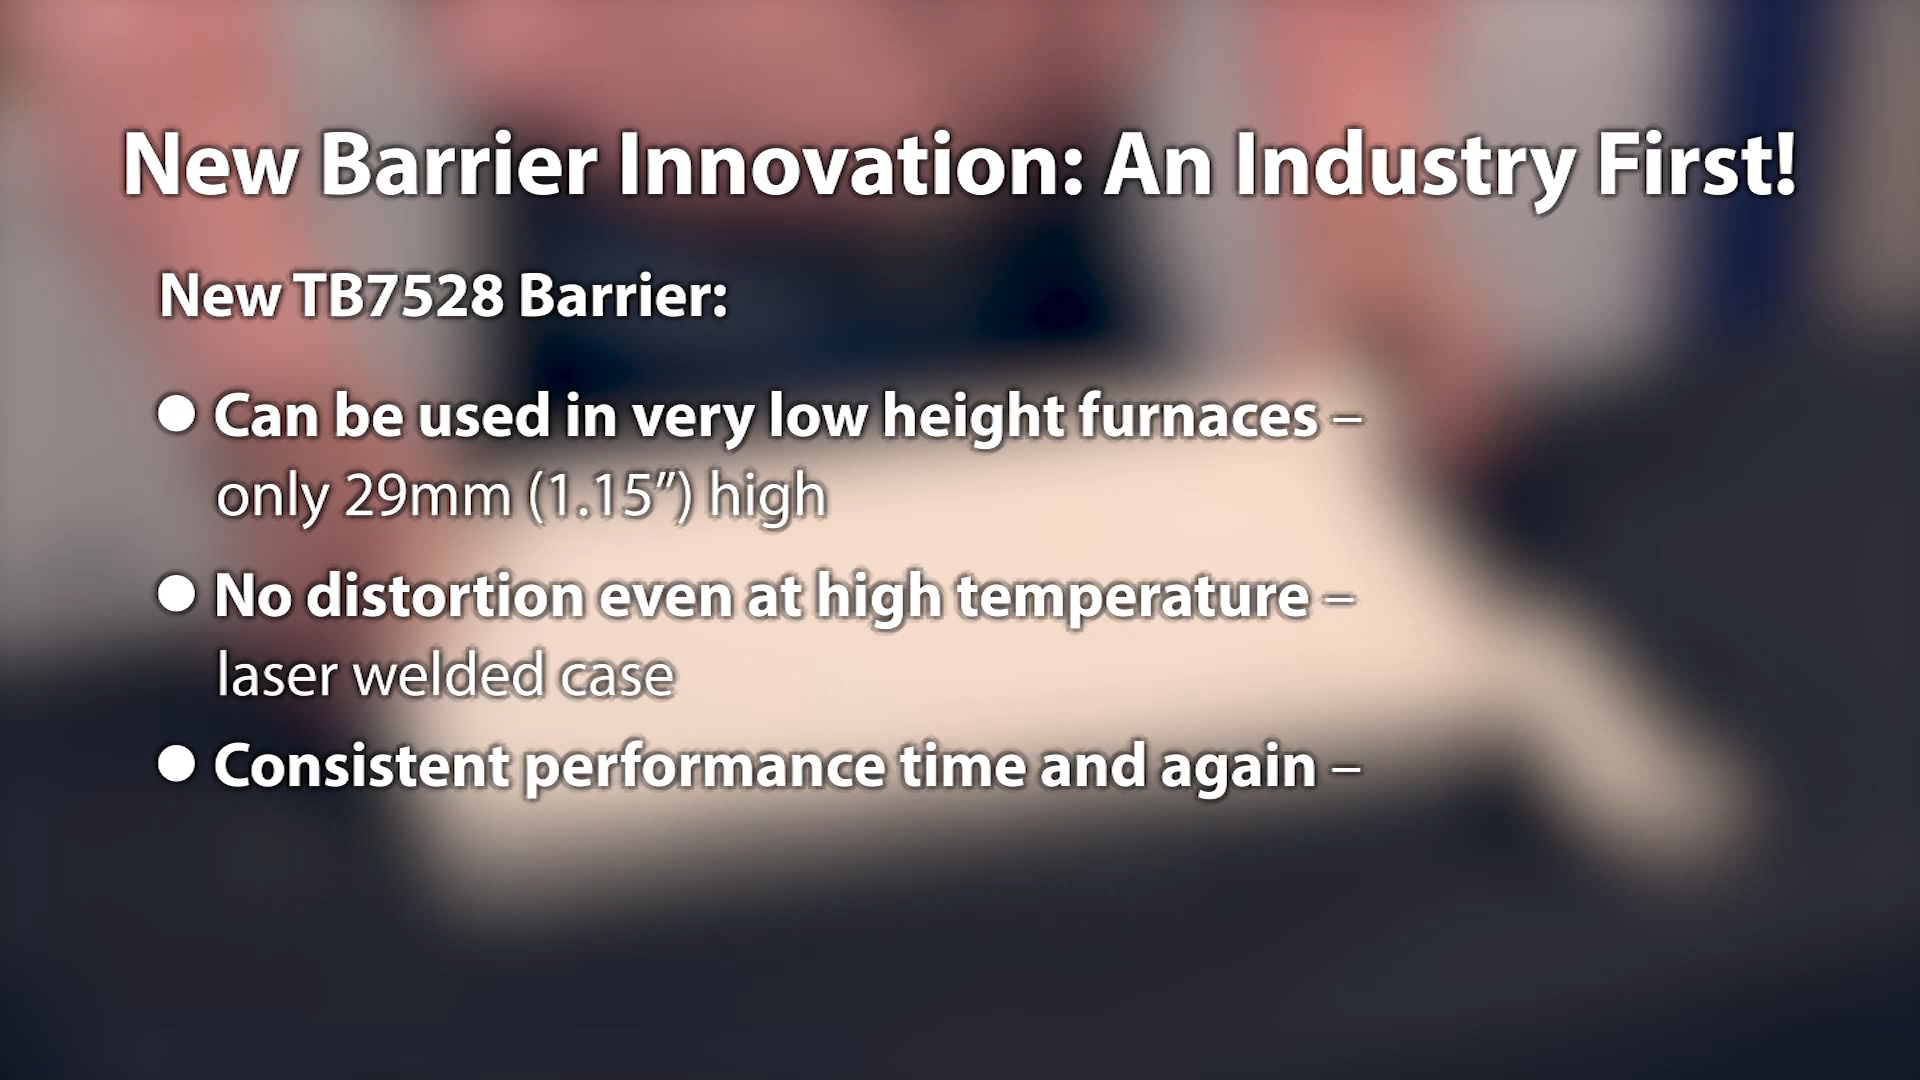 New Barrier Innovation: An Industry First!
New TB7528 Barrier:
● Can be used in very low height furnaces –
only 29mm (1.15″) high
● No distortion even at high temperature –
laser welded case
● Consistent performance time and again –